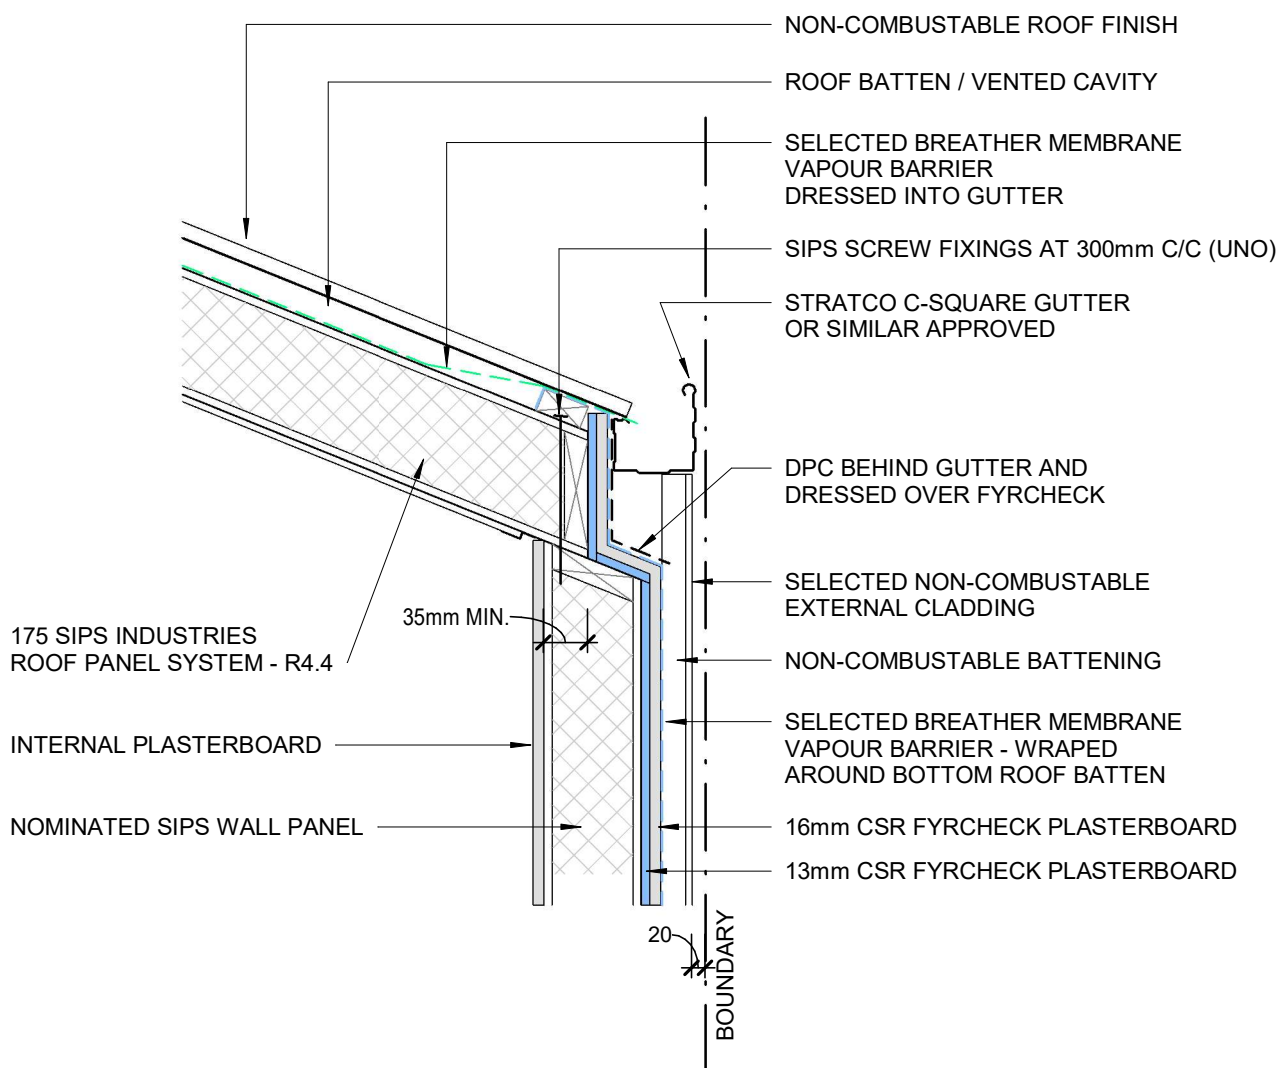 NON-COMBUSTABLE ROOF FINISH
ROOF BATTEN / VENTED CAVITY
SELECTED BREATHER MEMBRANE
VAPOUR BARRIER
DRESSED INTO GUTTER
SIPS SCREW FIXINGS AT 300mm C/C (UNO)
STRATCO C-SQUARE GUTTER
OR SIMILAR APPROVED
DPC BEHIND GUTTER AND
DRESSED OVER FYRCHECK
SELECTED NON-COMBUSTABLE
EXTERNAL CLADDING
NON-COMBUSTABLE BATTENING
SELECTED BREATHER MEMBRANE
VAPOUR BARRIER - WRAPED
AROUND BOTTOM ROOF BATTEN
16mm CSR FYRCHECK PLASTERBOARD
13mm CSR FYRCHECK PLASTERBOARD
35mm MIN.
175 SIPS INDUSTRIES
ROOF PANEL SYSTEM - R4.4
INTERNAL PLASTERBOARD
NOMINATED SIPS WALL PANEL
20
BOUNDARY